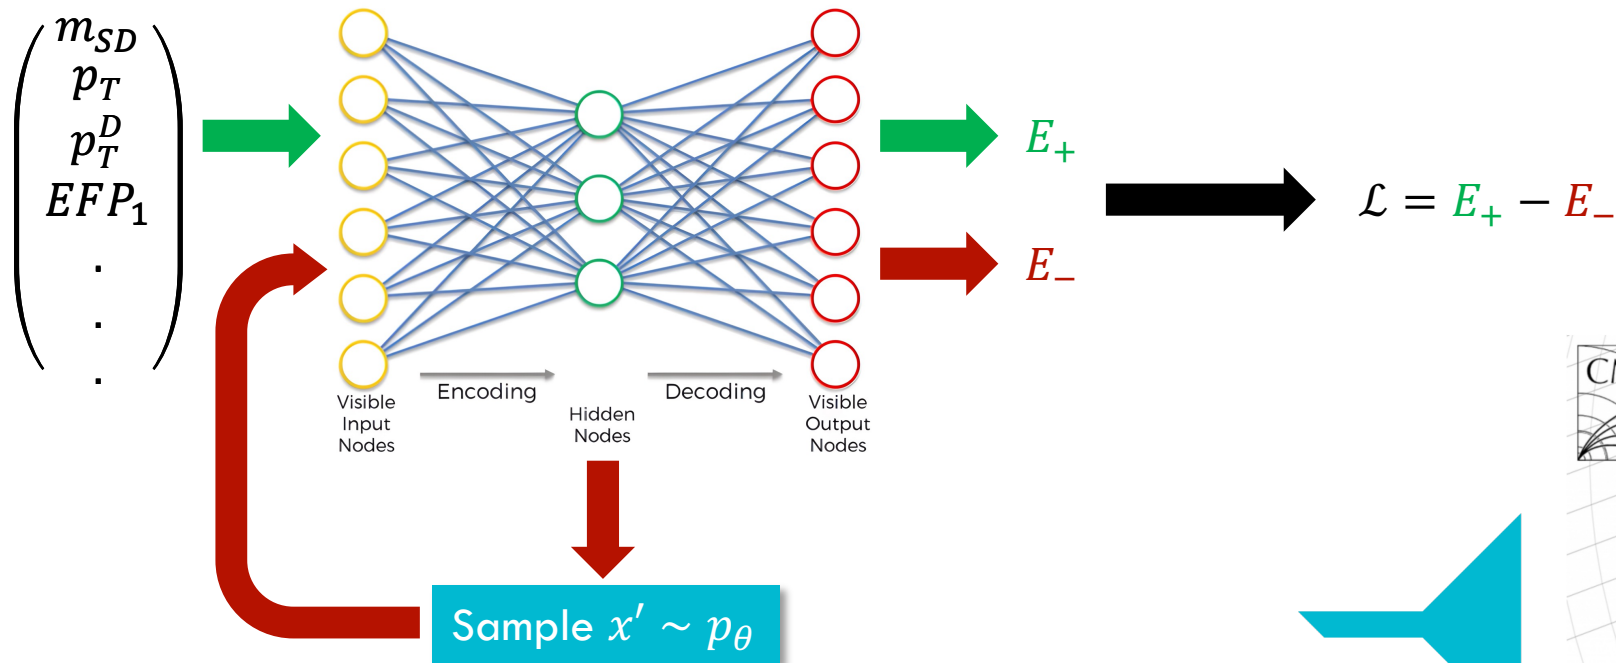 m_SD
p_T
p_T^D
EFP_1
.
.
.
E_+
E_-
ℒ = E_+ − E_-
Encoding
Decoding
Visible
Input
Nodes
Hidden
Nodes
Visible
Output
Nodes
Sample x′ ~ p_θ